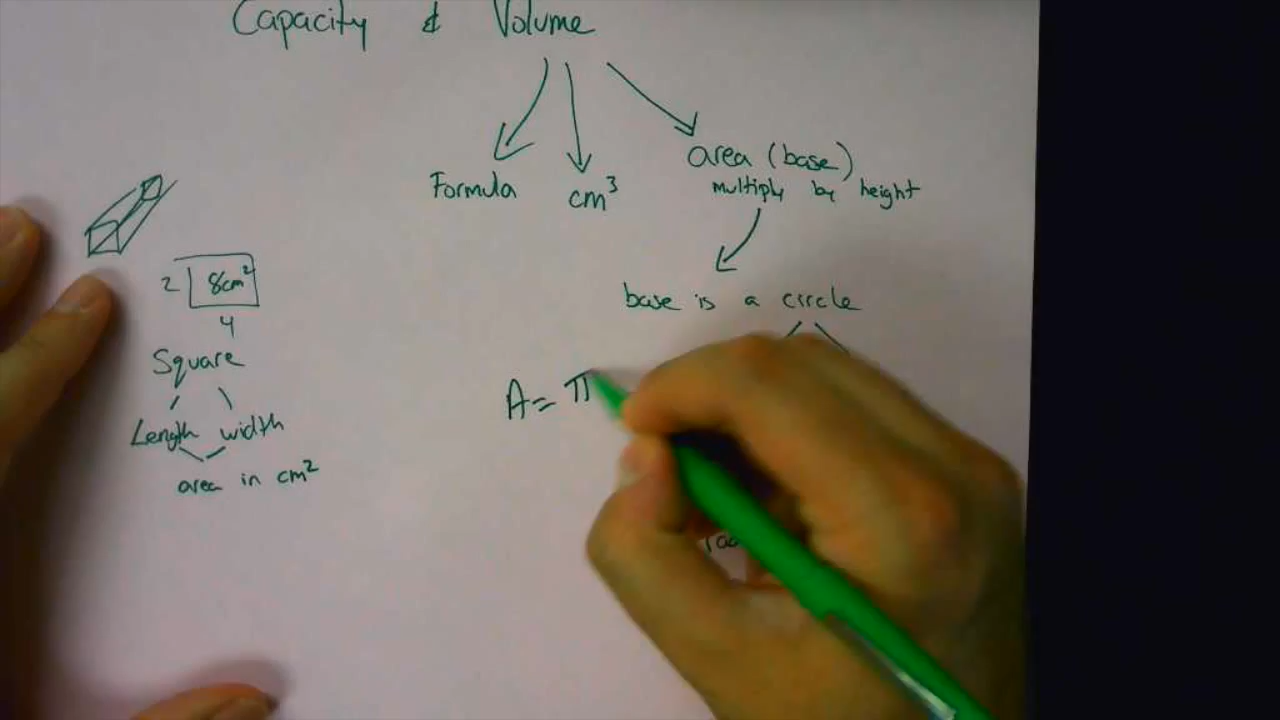 Capacity & Volume
Formula cm³ area (base)
multiply by height
base is a circle
2 8cm²
4
Square
Length width
area in cm²
A = π